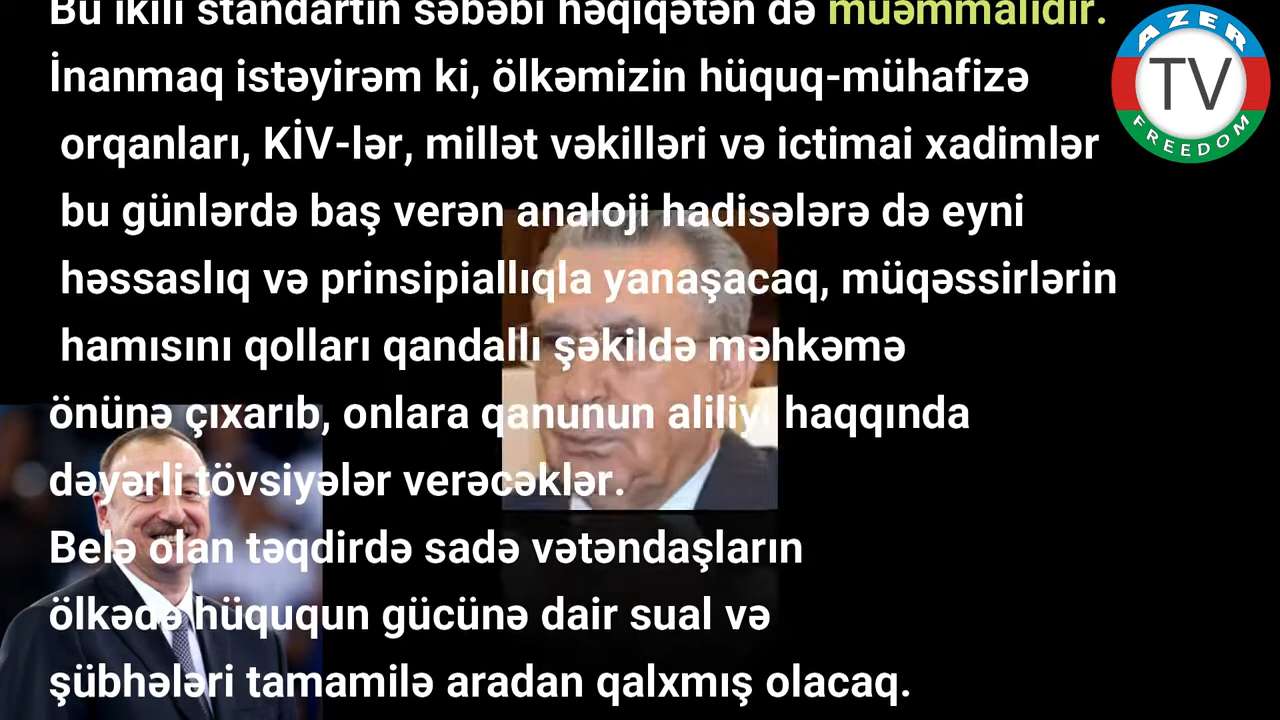 Bu ikili standartın səbəbi həqiqətən də müəmmalıdır.
İnanmaq istəyirəm ki, ölkəmizin hüquq-mühafizə
orqanları, KİV-lər, millət vəkilləri və ictimai xadimlər
bu günlərdə baş verən analoji hadisələrə də eyni
həssaslıq və prinsipiallıqla yanaşacaq, müqəssirlərin
hamısını qolları qandallı şəkildə məhkəmə
önünə çıxarıb, onlara qanunun aliliyi haqqında
dəyərli tövsiyələr verəcəklər.
Belə olan təqdirdə sadə vətəndaşların
ölkədə hüququn gücünə dair sual və
şübhələri tamamilə aradan qalxmış olacaq.
AZER
TV
FREEDOM